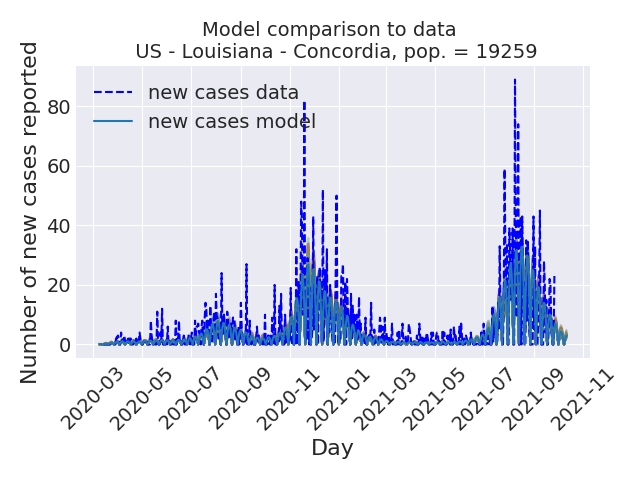 Model comparison to data
US - Louisiana - Concordia, pop. = 19259
Number of new cases reported
80
60
40
20
0
new cases data
new cases model
2020-03
2020-05
2020-07
2020-09
2020-11
2021-01
2021-03
2021-05
2021-07
2021-09
2021-11
Day